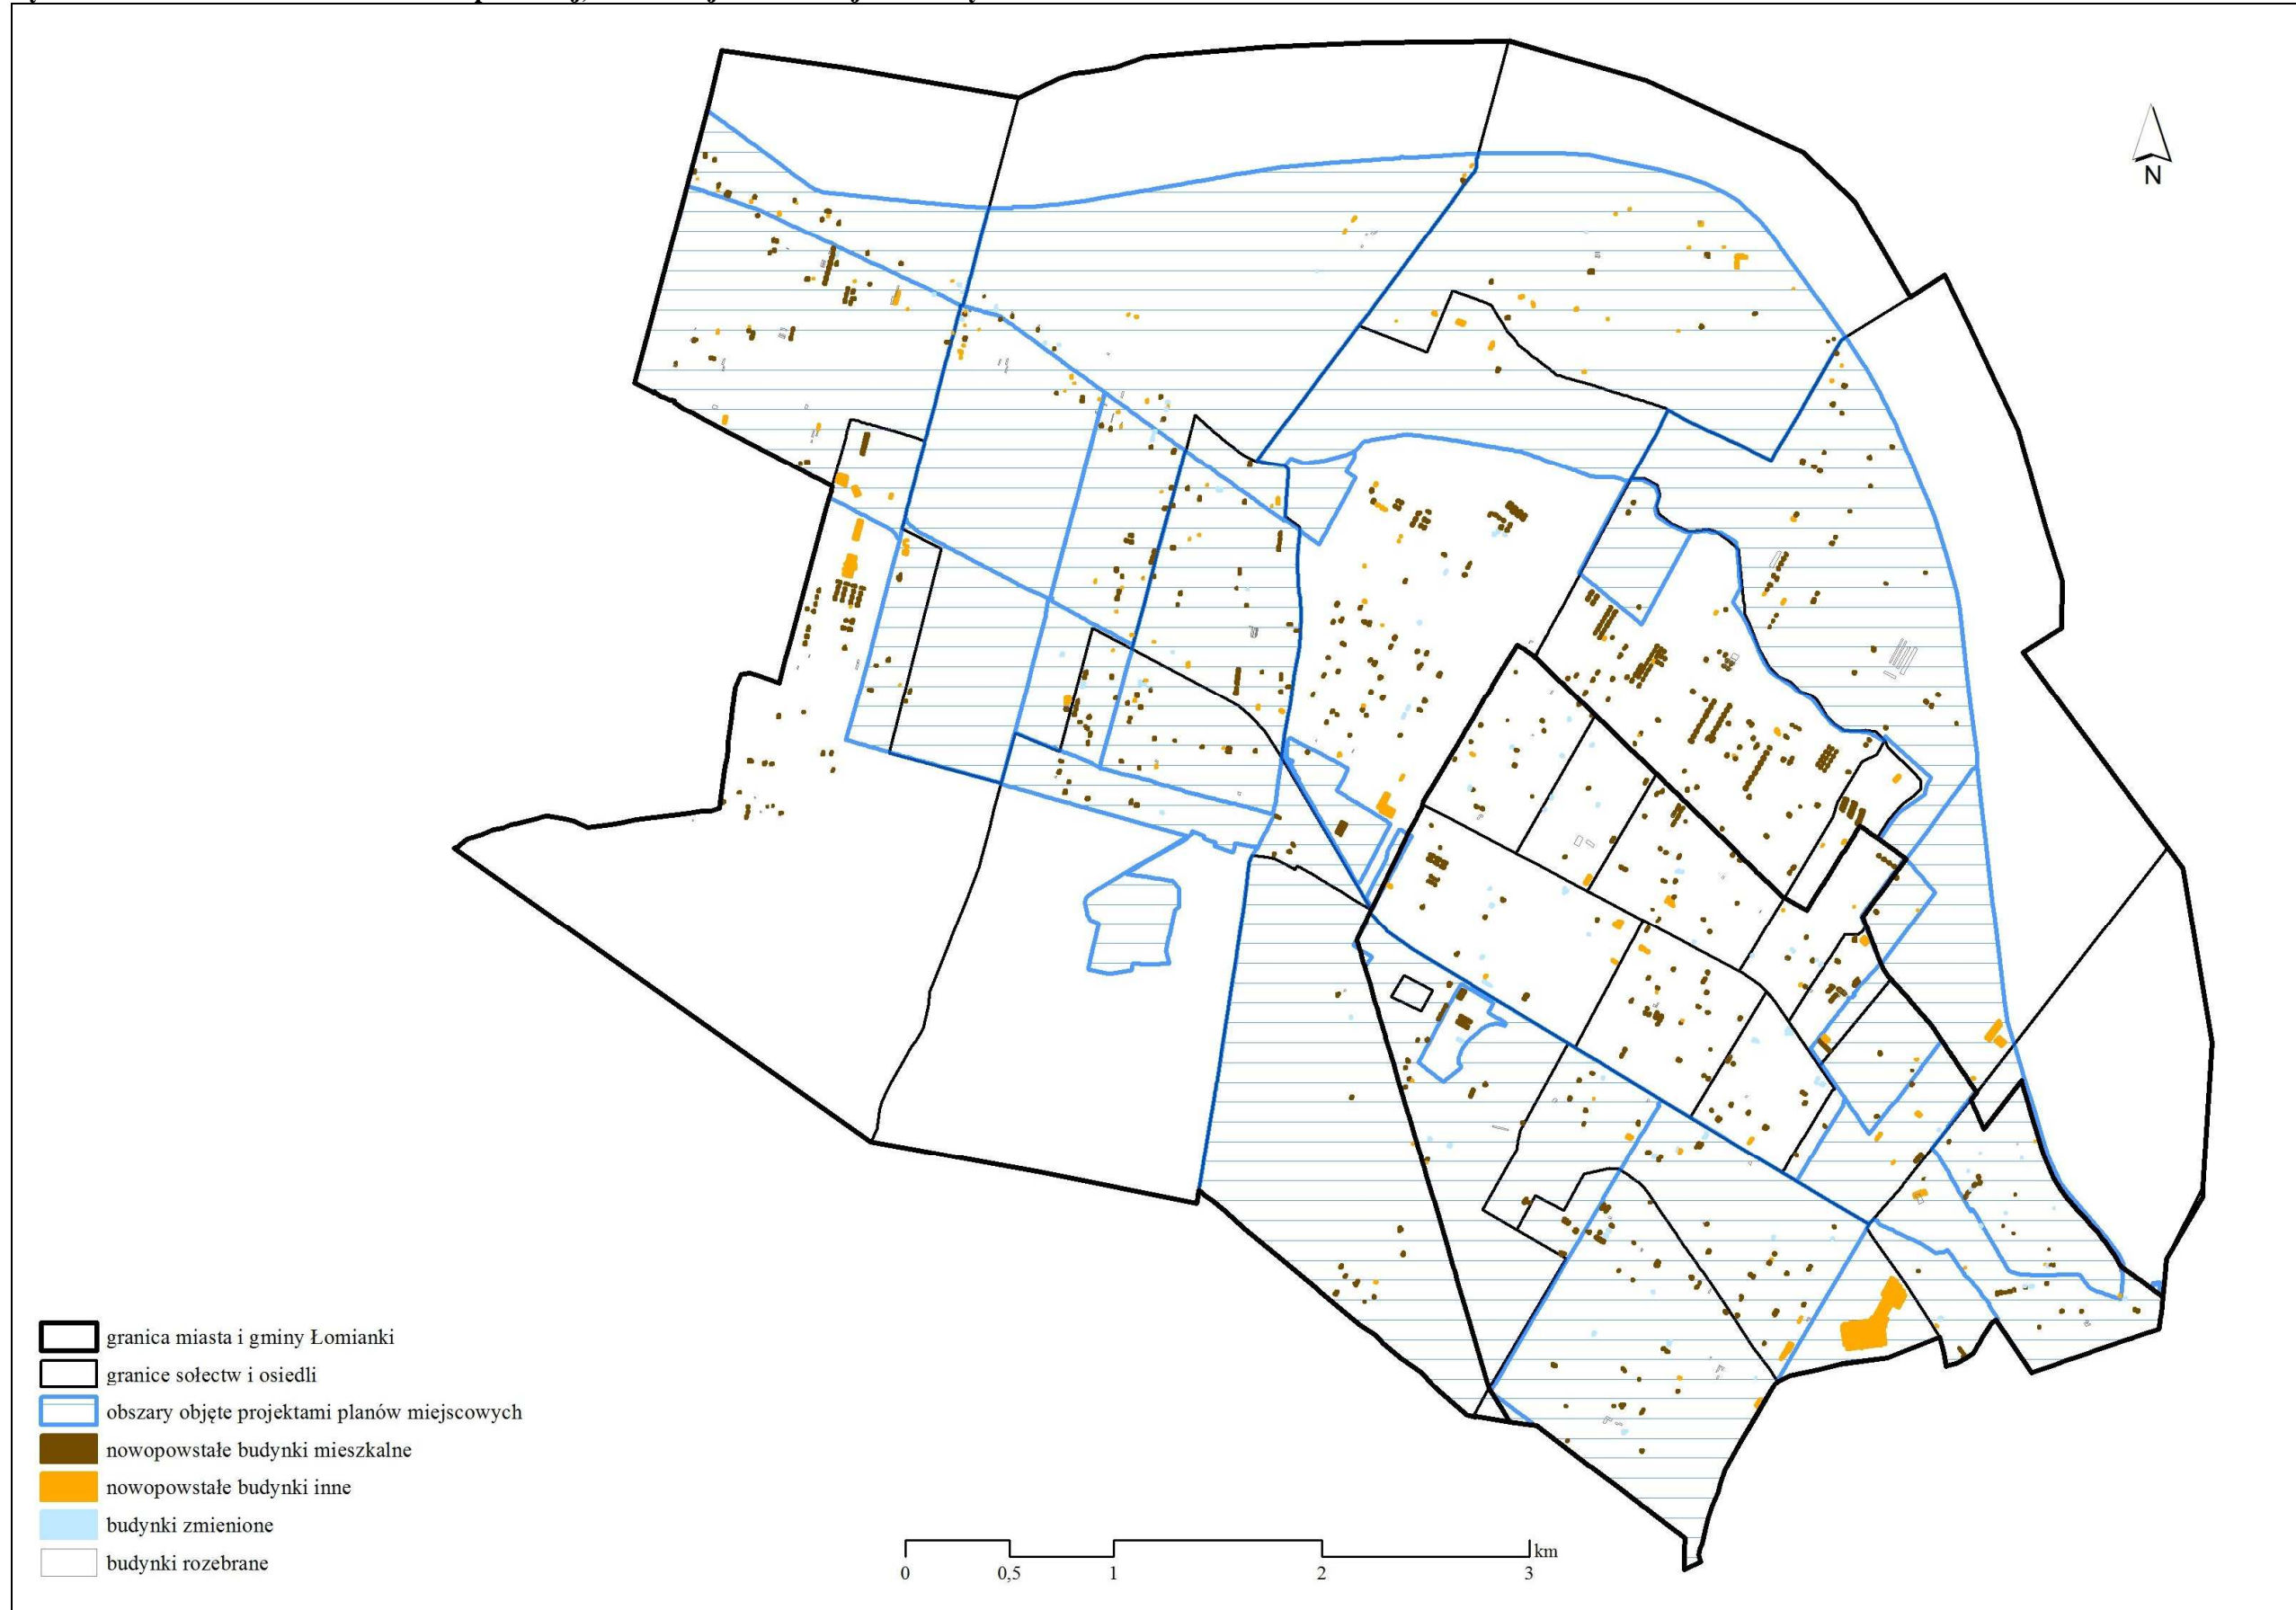 N
granica miasta i gminy Łomianki
granice sołectw i osiedli
obszary objęte projektami planów miejscowych
nowopowstałe budynki mieszkalne
nowopowstałe budynki inne
budynki zmienione
budynki rozebrane
km
0 0,5 1 2 3